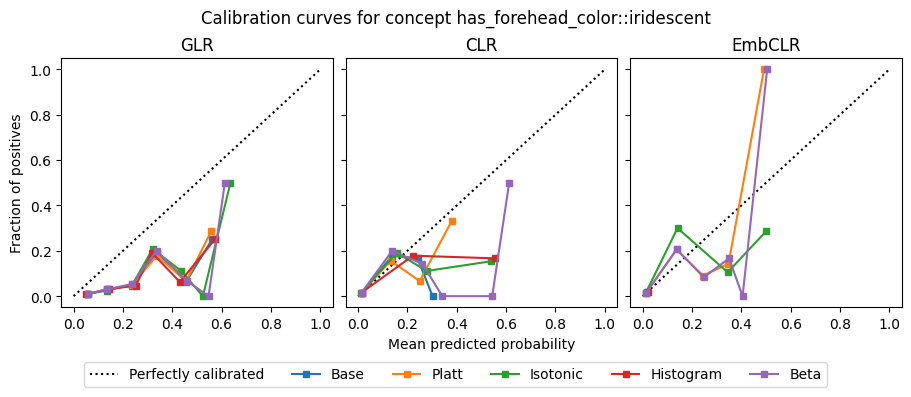 Calibration curves for concept has_forehead_color::iridescent
GLR
CLR
EmbCLR
Fraction of positives
1.0
0.8
0.6
0.4
0.2
0.0
0.0 0.2 0.4 0.6 0.8 1.0
0.0 0.2 0.4 0.6 0.8 1.0
0.0 0.2 0.4 0.6 0.8 1.0
Mean predicted probability
Perfectly calibrated Base Platt Isotonic Histogram Beta